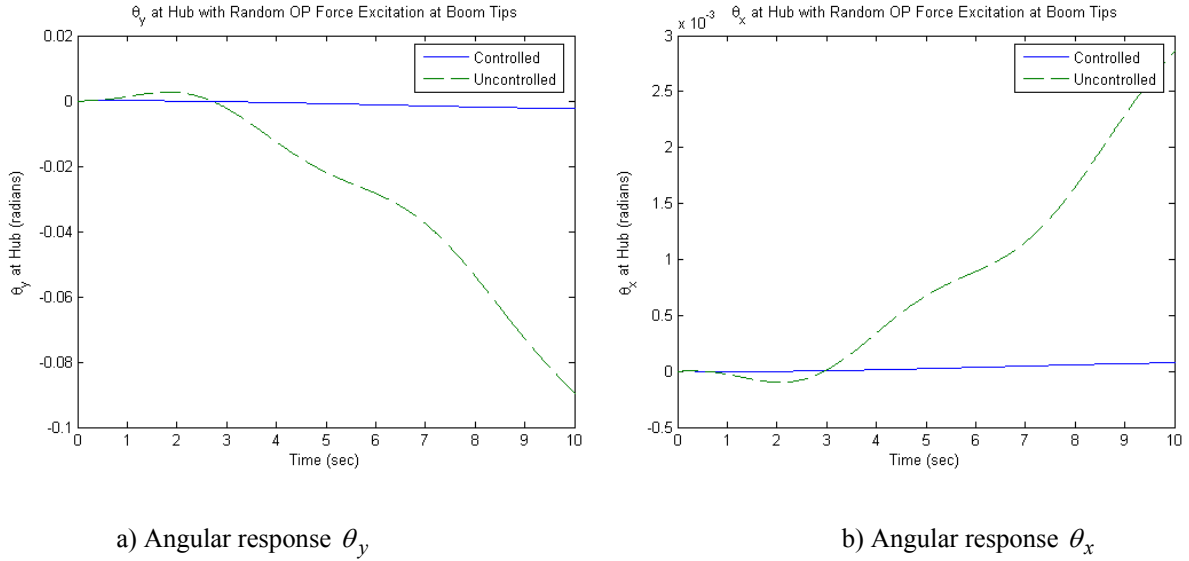 θy at Hub with Random OP Force Excitation at Boom Tips
0.02
0
-0.02
-0.04
-0.06
-0.08
-0.1
θy at Hub (radians)
Controlled
Uncontrolled
0 1 2 3 4 5 6 7 8 9 10
Time (sec)
a) Angular response θy
x 10-3
θx at Hub with Random OP Force Excitation at Boom Tips
3
2.5
2
1.5
1
0.5
0
-0.5
θx at Hub (radians)
Controlled
Uncontrolled
0 1 2 3 4 5 6 7 8 9 10
Time (sec)
b) Angular response θx